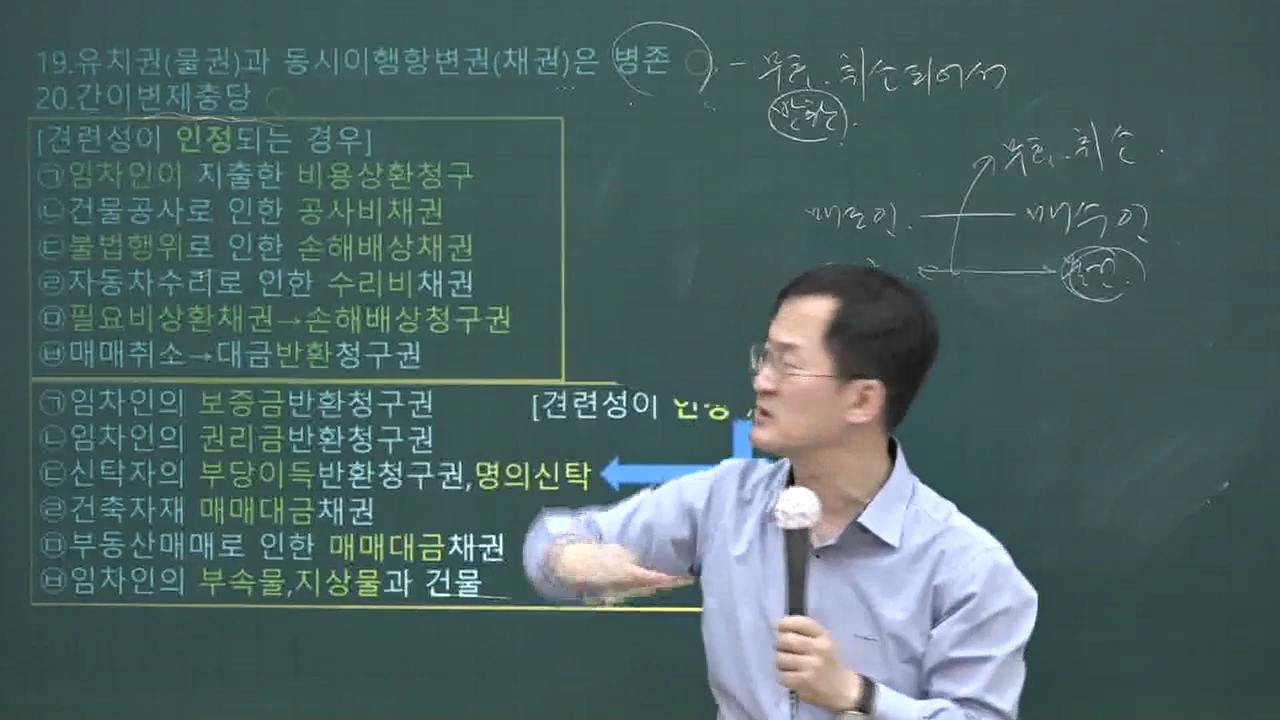 19.유치권(물권)과 동시이행항변권(채권)은 병존 ○ - 무효, 취소되어서
반환은.
20.간이변제충당 ○
[견련성이 인정되는 경우]
㉠임차인이 지출한 비용상환청구
㉡건물공사로 인한 공사비채권
㉢불법행위로 인한 손해배상채권
㉣자동차수리로 인한 수리비채권
㉤필요비상환채권→손해배상청구권
㉥매매취소→대금반환청구권
무효, 취소.
매도인. 매수인
㉠임차인의 보증금반환청구권 [견련성이 인정
㉡임차인의 권리금반환청구권
㉢신탁자의 부당이득반환청구권,명의신탁
㉣건축자재 매매대금채권
㉤부동산매매로 인한 매매대금채권
㉥임차인의 부속물,지상물과 건물